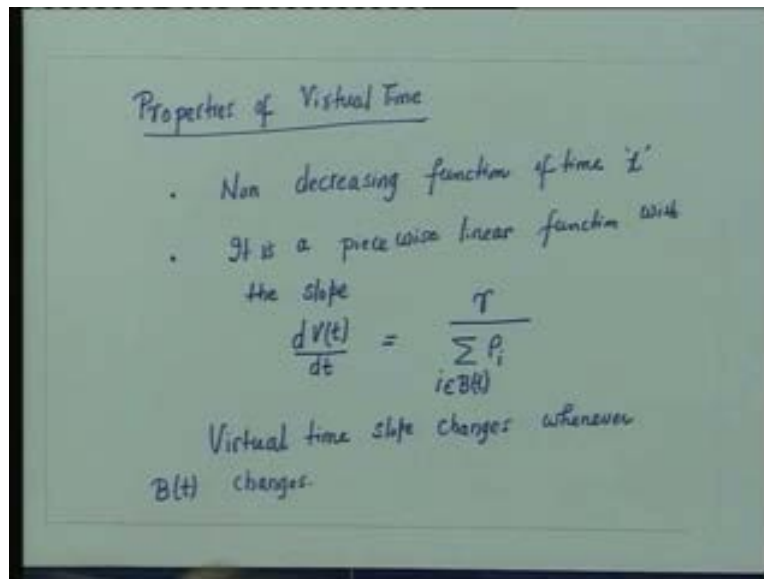 Properties of Virtual Time
• Non decreasing function of time 't'
• It is a piece wise linear function with
the slope
dV(t)/dt = r / Σ ρi
i∈B(t)
Virtual time slope changes whenever
B(t) changes.